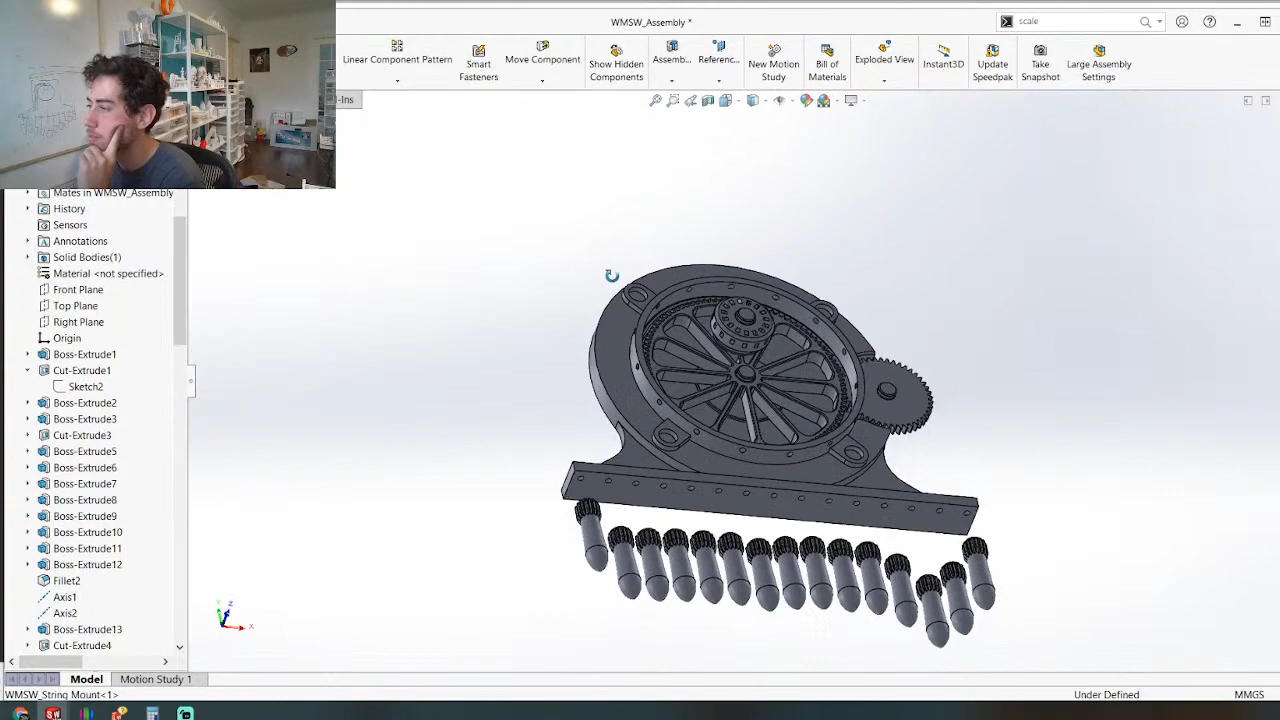 WMSW_Assembly *
scale
Linear Component Pattern
Smart Fasteners
Move Component
Show Hidden Components
Assemb...
Referenc...
New Motion Study
Bill of Materials
Exploded View
Instant3D
Update Speedpak
Take Snapshot
Large Assembly Settings
-Ins
Mates in WMSW_Assembly
History
Sensors
Annotations
Solid Bodies(1)
Material <not specified>
Front Plane
Top Plane
Right Plane
Origin
Boss-Extrude1
Cut-Extrude1
Sketch2
Boss-Extrude2
Boss-Extrude3
Cut-Extrude3
Boss-Extrude5
Boss-Extrude6
Boss-Extrude7
Boss-Extrude8
Boss-Extrude9
Boss-Extrude10
Boss-Extrude11
Boss-Extrude12
Fillet2
Axis1
Axis2
Boss-Extrude13
Cut-Extrude4
Y
Z
X
Model
Motion Study 1
WMSW_String Mount<1>
Under Defined
MMGS